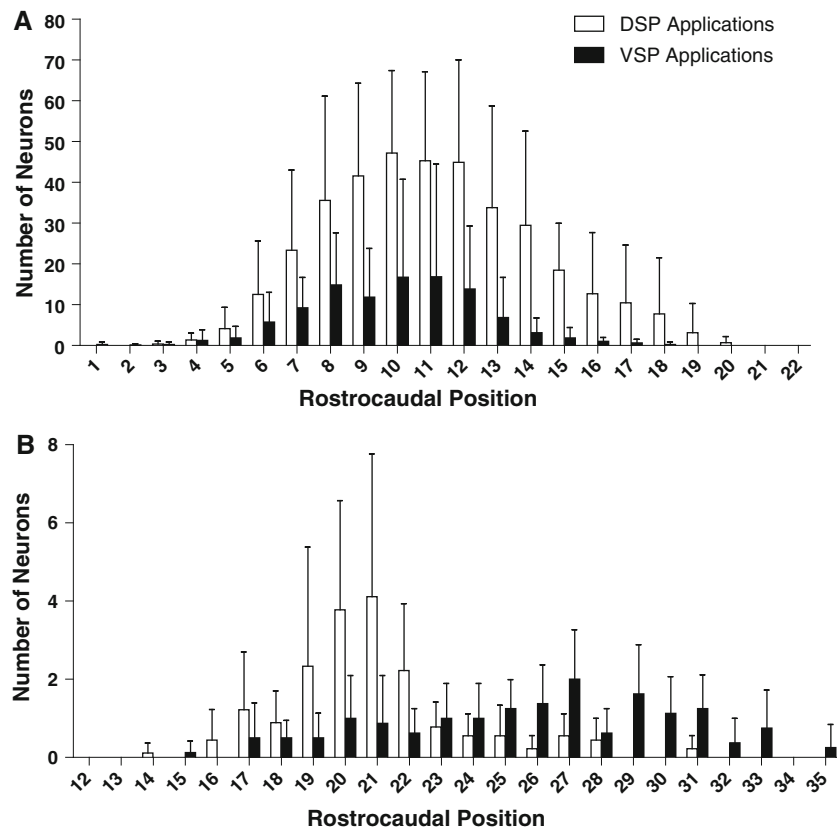 A
80
70
60
50
40
30
20
10
0
Number of Neurons
DSP Applications
VSP Applications
1 2 3 4 5 6 7 8 9 10 11 12 13 14 15 16 17 18 19 20 21 22
Rostrocaudal Position
B
8
6
4
2
0
Number of Neurons
12 13 14 15 16 17 18 19 20 21 22 23 24 25 26 27 28 29 30 31 32 33 34 35
Rostrocaudal Position